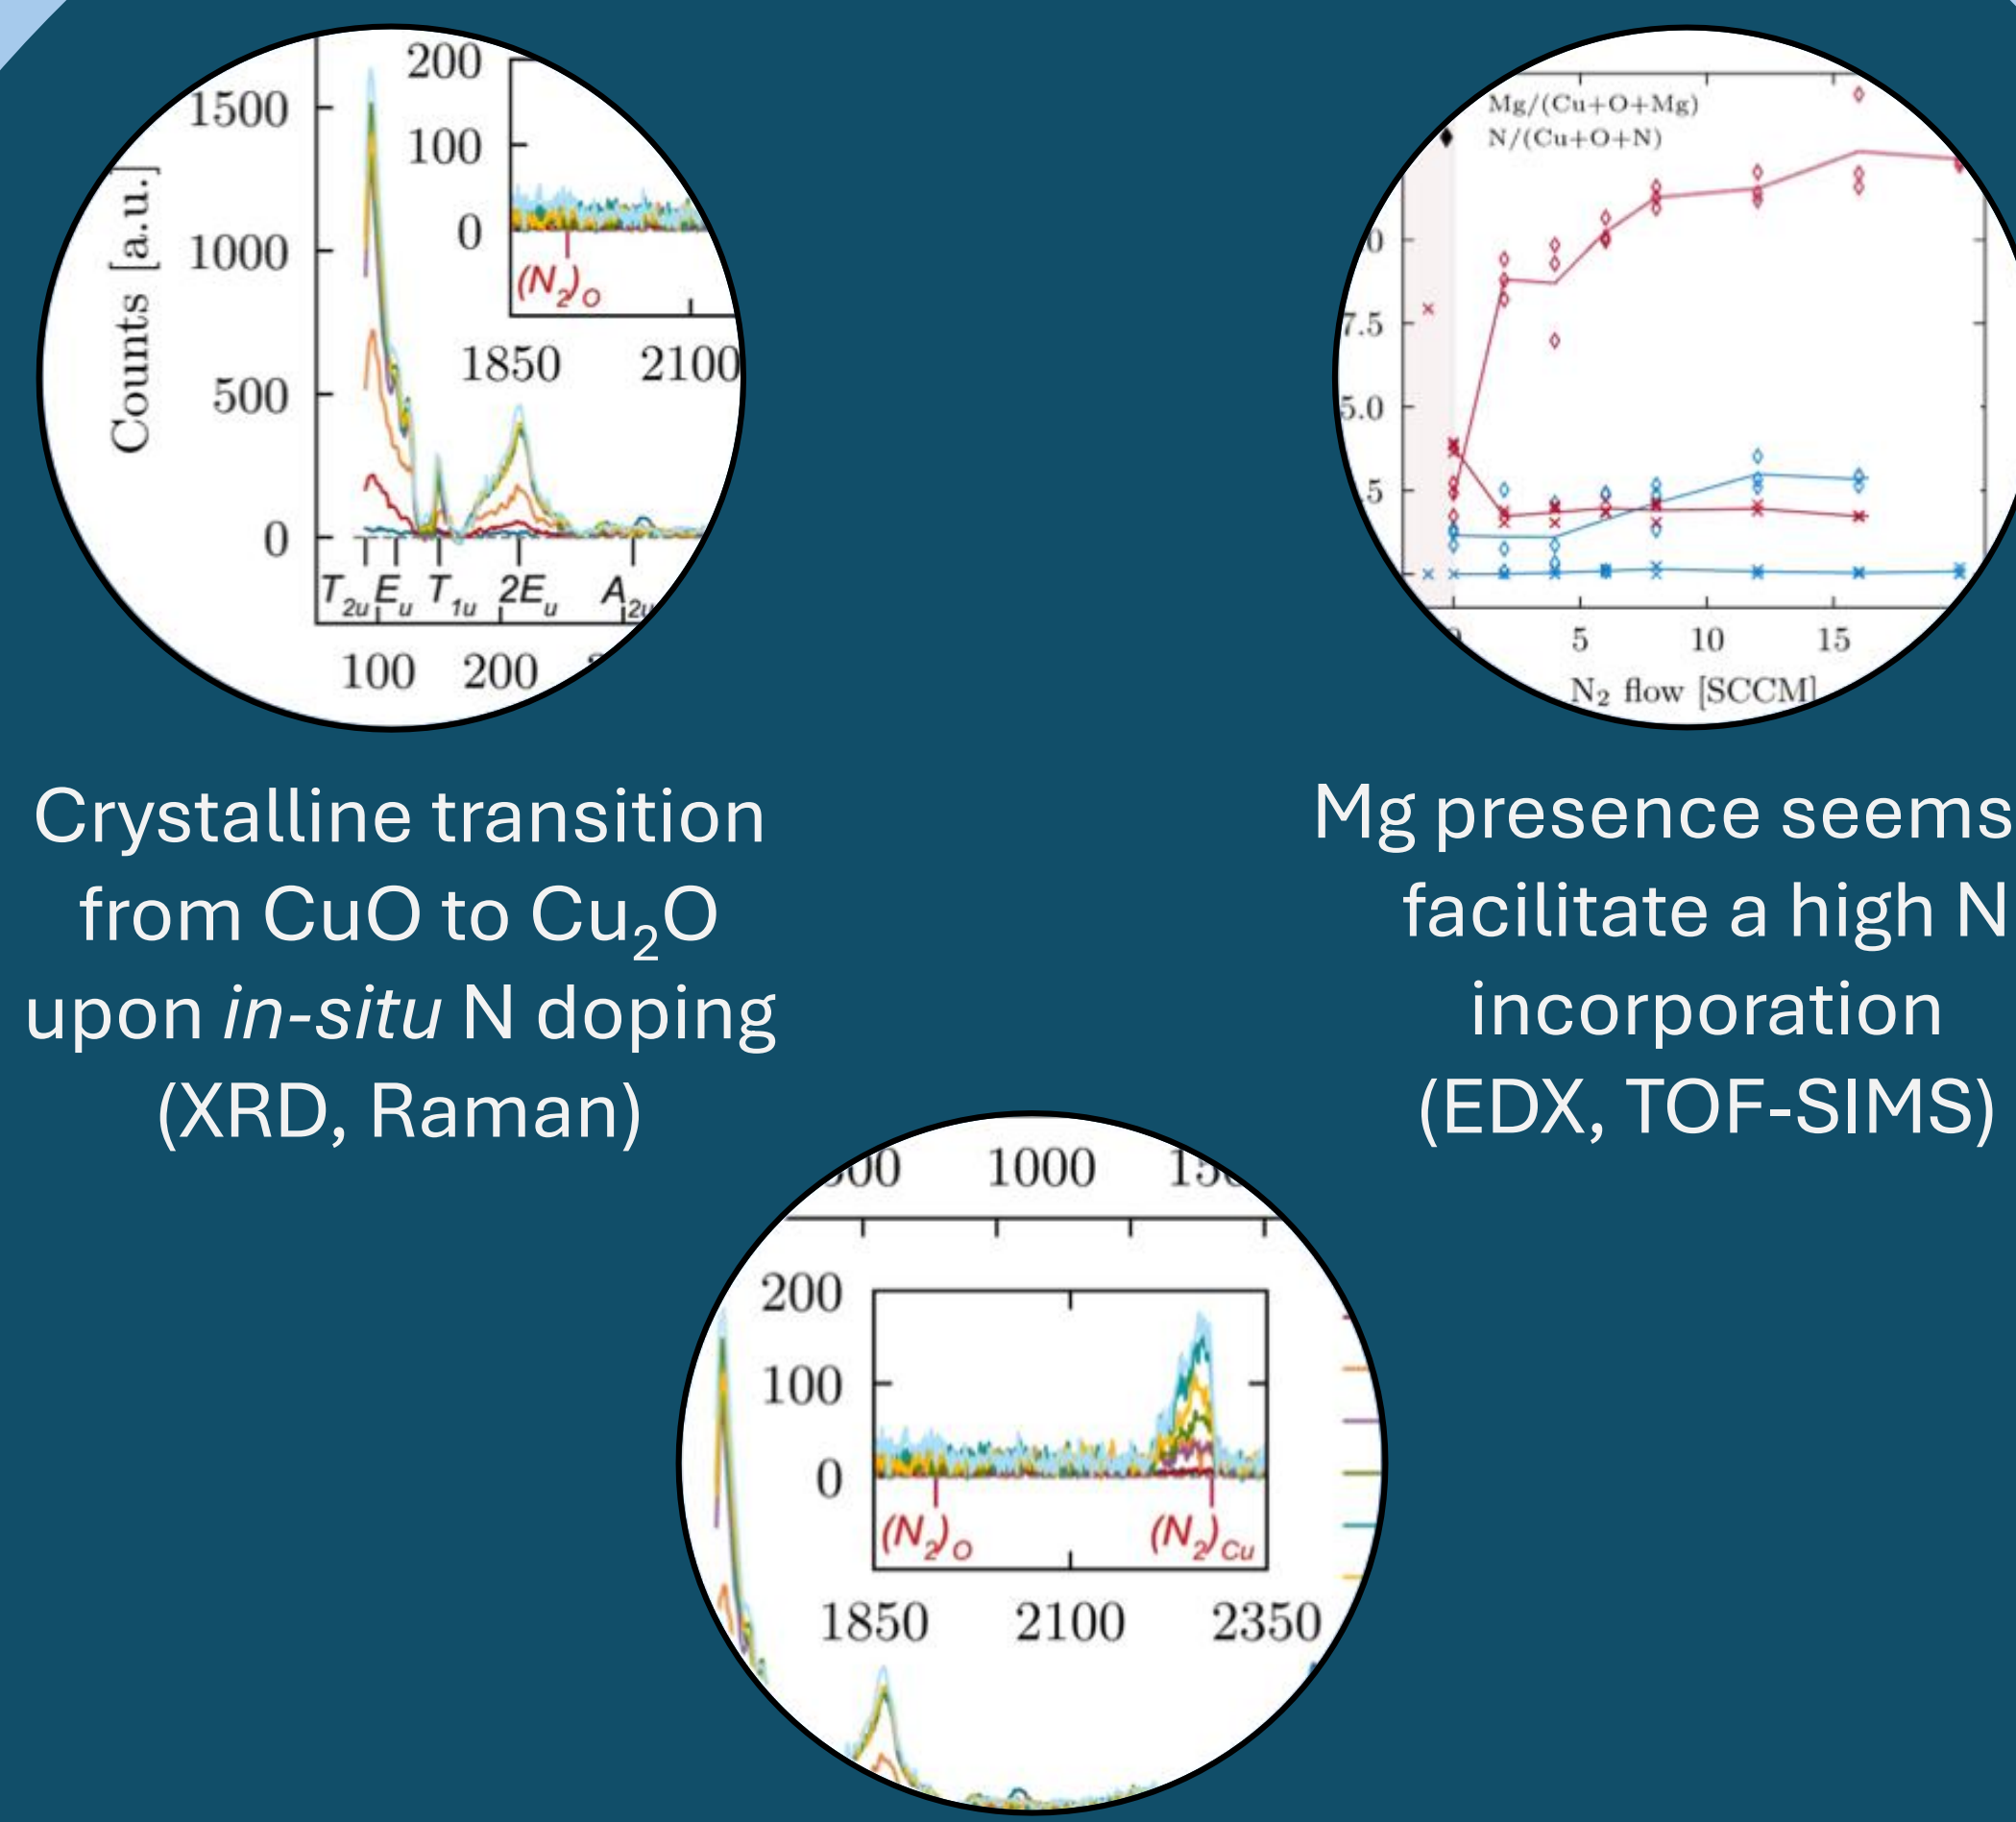 200
1500
100
Counts [a.u.]
0
1000
(N₂)O
500
1850 2100
0
T2u Eu T1u 2Eu A2u
100 200
Mg/(Cu+O+Mg)
N/(Cu+O+N)
7.5
5.0
5 10 15
N₂ flow [SCCM]
Crystalline transition
from CuO to Cu₂O
upon in-situ N doping
(XRD, Raman)
Mg presence seems
facilitate a high N
incorporation
(EDX, TOF-SIMS)
1000
200
100
0
(N₂)O (N₂)Cu
1850 2100 2350